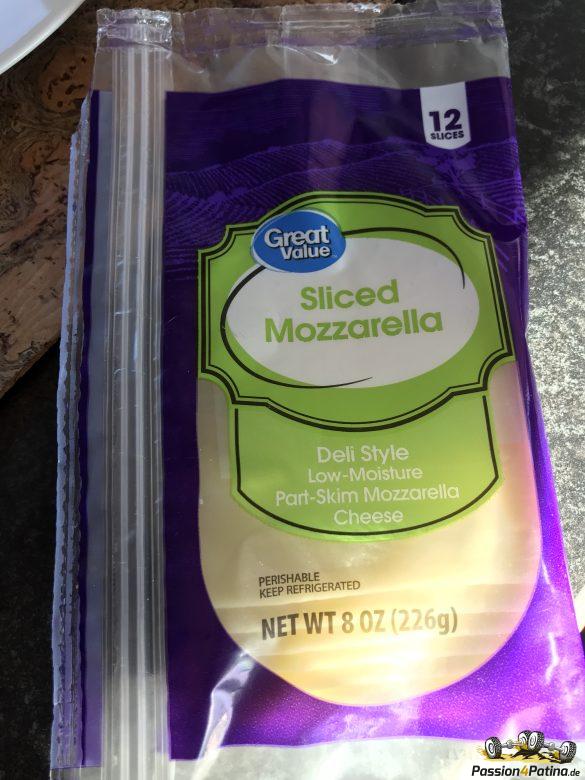 12
SLICES
Great
Value
Sliced
Mozzarella
Deli Style
Low-Moisture
Part-Skim Mozzarella
Cheese
PERISHABLE
KEEP REFRIGERATED
NET WT 8 OZ (226g)
Passion4Patina.de